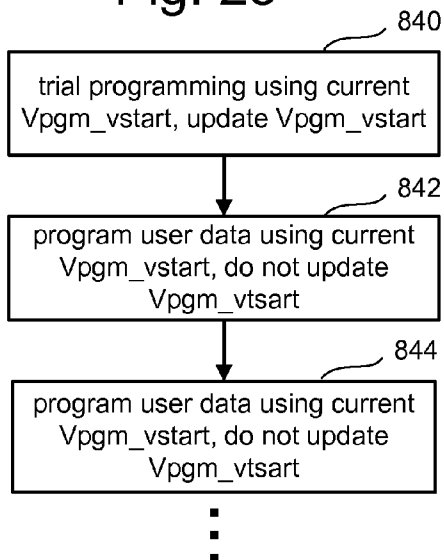 Fig.
840
trial programming using current
Vpgm_vstart, update Vpgm_vstart
842
program user data using current
Vpgm_vstart, do not update
Vpgm_vtsart
844
program user data using current
Vpgm_vstart, do not update
Vpgm_vtsart